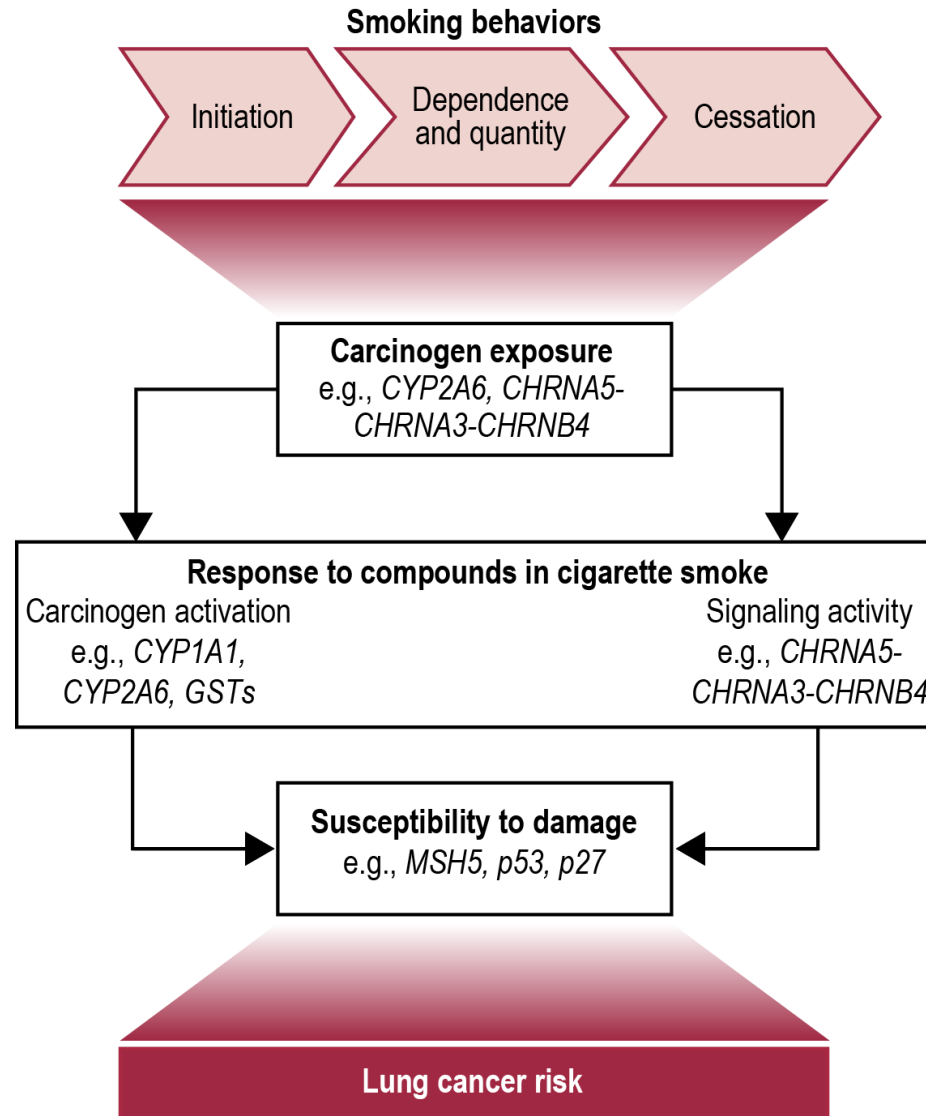 Smoking behaviors
Initiation
Dependence
and quantity
Cessation
Carcinogen exposure
e.g., CYP2A6, CHRNA5-
CHRNA3-CHRNB4
Response to compounds in cigarette smoke
Carcinogen activation
e.g., CYP1A1,
CYP2A6, GSTs
Signaling activity
e.g., CHRNA5-
CHRNA3-CHRNB4
Susceptibility to damage
e.g., MSH5, p53, p27
Lung cancer risk